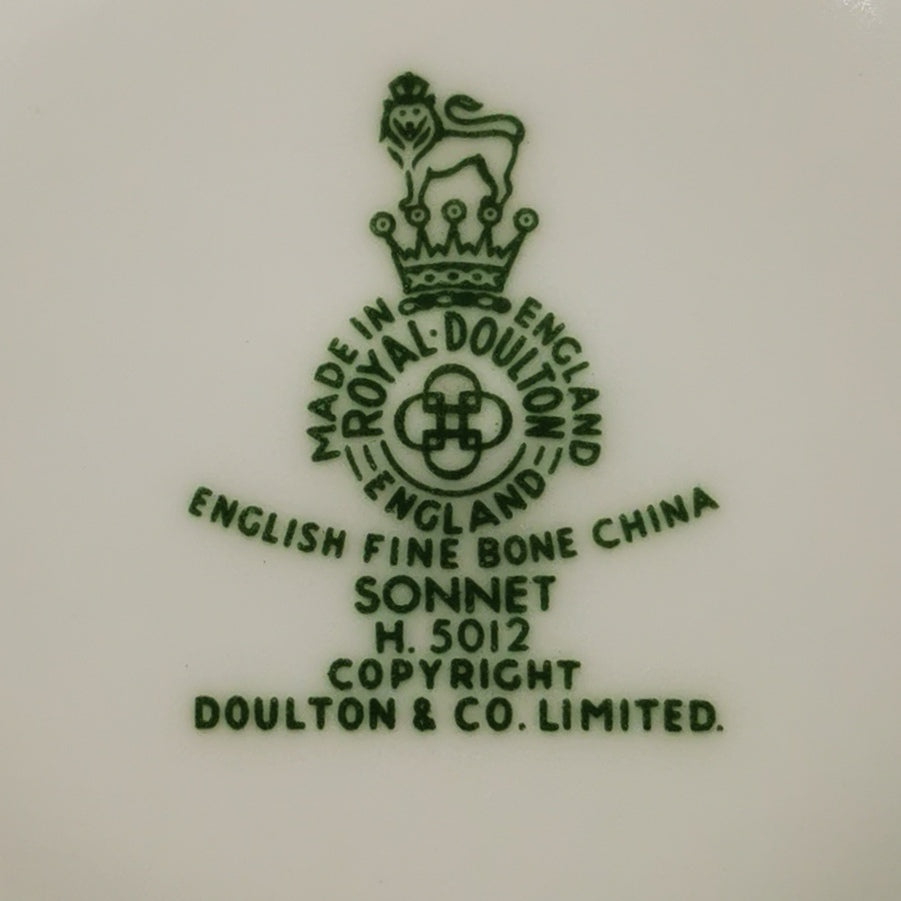 MADE IN ENGLAND
ROYAL·DOULTON
ENGLAND
ENGLISH FINE BONE CHINA
SONNET
H. 5012
COPYRIGHT
DOULTON & CO. LIMITED.